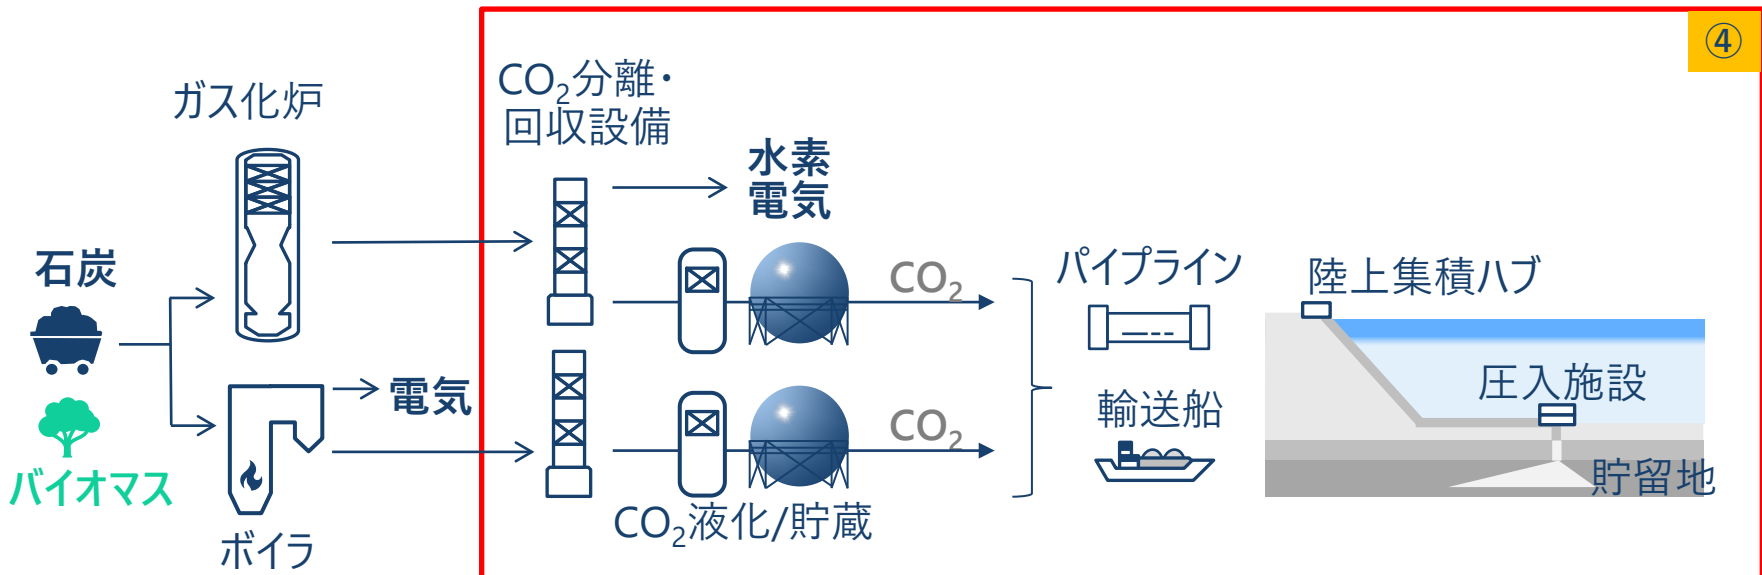 ④
ガス化炉
CO₂分離・
回収設備
水素
電気
石炭
バイオマス
ボイラ
電気
CO₂
CO₂
CO₂液化/貯蔵
パイプライン
輸送船
陸上集積ハブ
圧入施設
貯留地